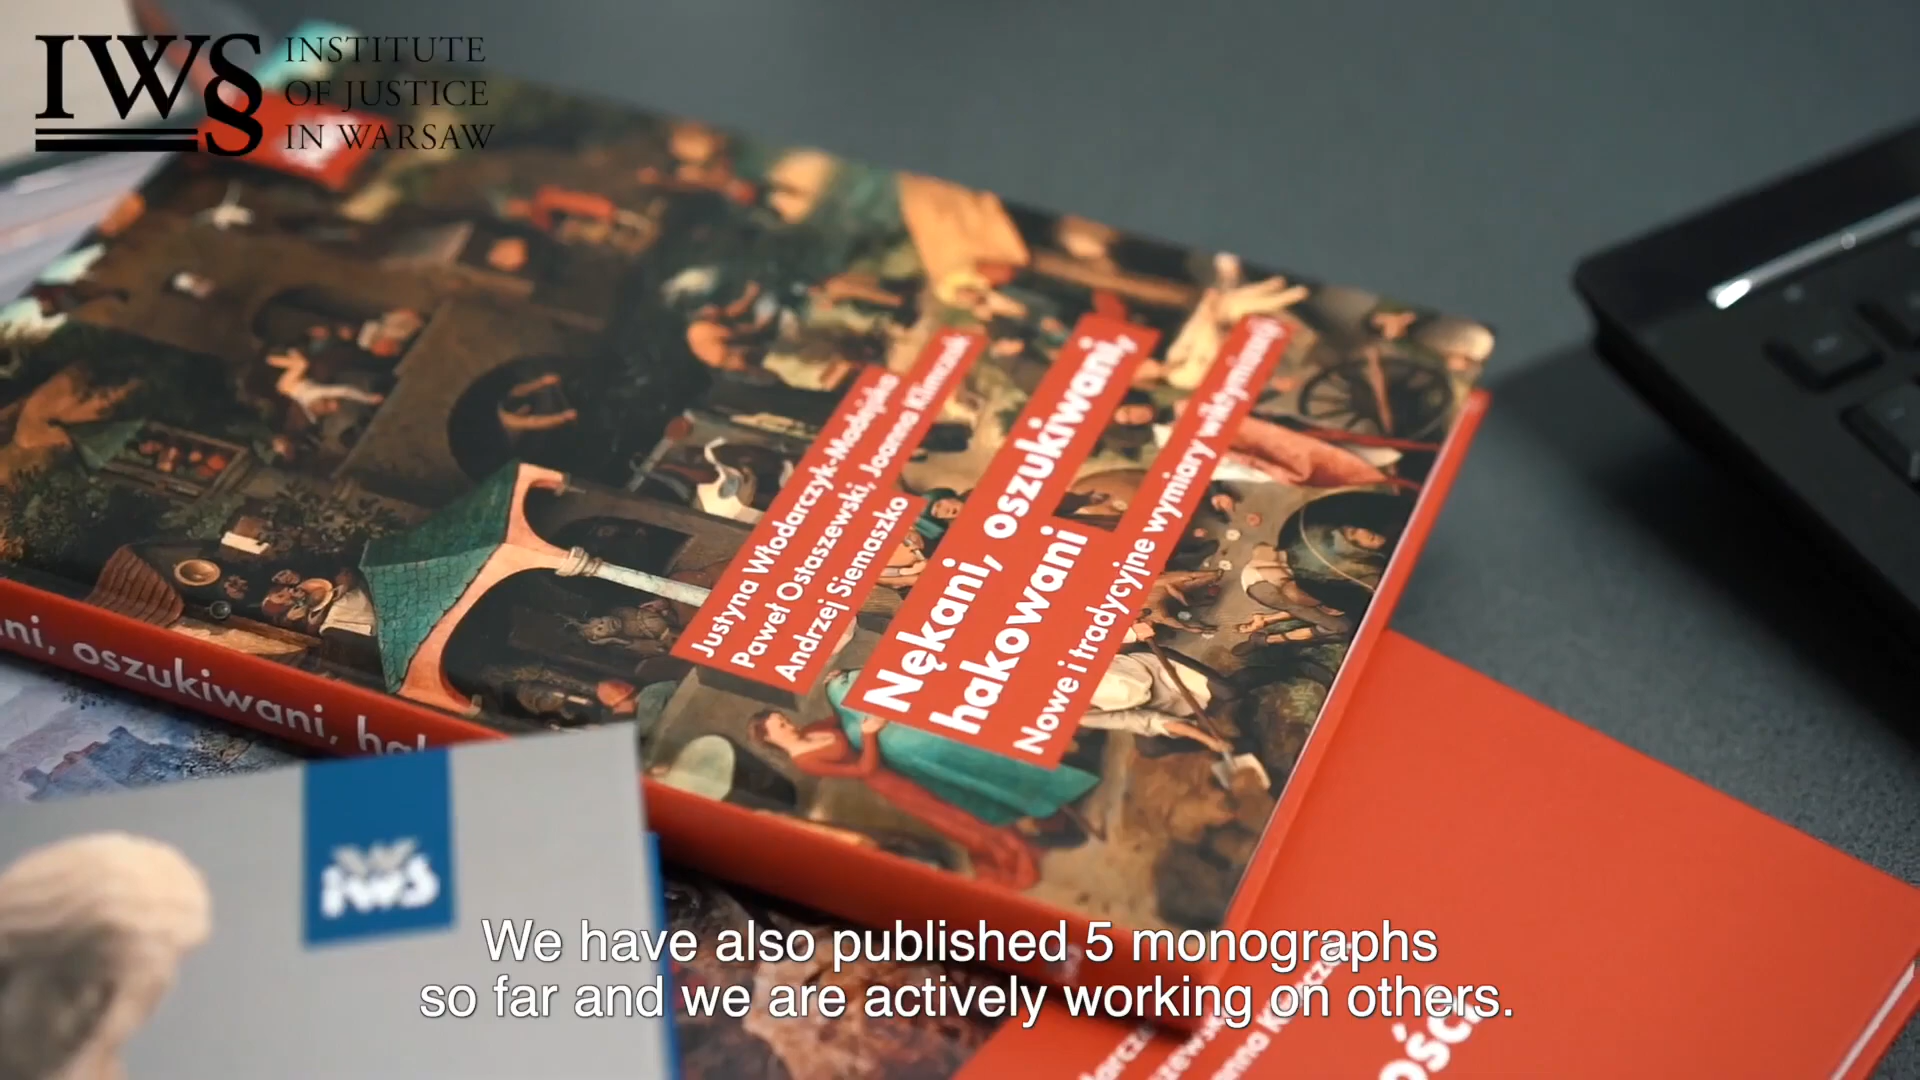 IWS INSTITUTE
OF JUSTICE
IN WARSAW
Justyna Włodarczyk-Madejska
Paweł Ostaszewski, Joanna Klimczak
Andrzej Siemaszko
Nękani, oszukiwani,
hakowani
Nowe i tradycyjne wymiary wiktymizacji
oszukiwani,
iws
We have also published 5 monographs
so far and we are actively working on others.